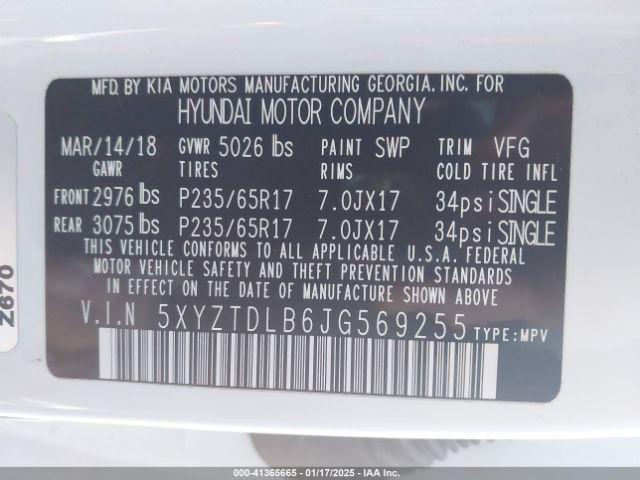 MFD. BY KIA MOTORS MANUFACTURING GEORGIA. INC. FOR
HYUNDAI MOTOR COMPANY
MAR/14/18 GVWR 5026 lbs PAINT SWP TRIM VFG
GAWR TIRES RIMS COLD TIRE INFL
FRONT 2976 lbs P235/65R17 7.0JX17 34psi SINGLE
REAR 3075 lbs P235/65R17 7.0JX17 34psi SINGLE
THIS VEHICLE CONFORMS TO ALL APPLICABLE U.S.A. FEDERAL
MOTOR VEHICLE SAFETY AND THEFT PREVENTION STANDARDS
IN EFFECT ON THE DATE OF MANUFACTURE SHOWN ABOVE.
V.I.N 5XYZTDLB6JG569255 TYPE:MPV
Z670
000-41365665 - 01/17/2025 - IAAI.COM